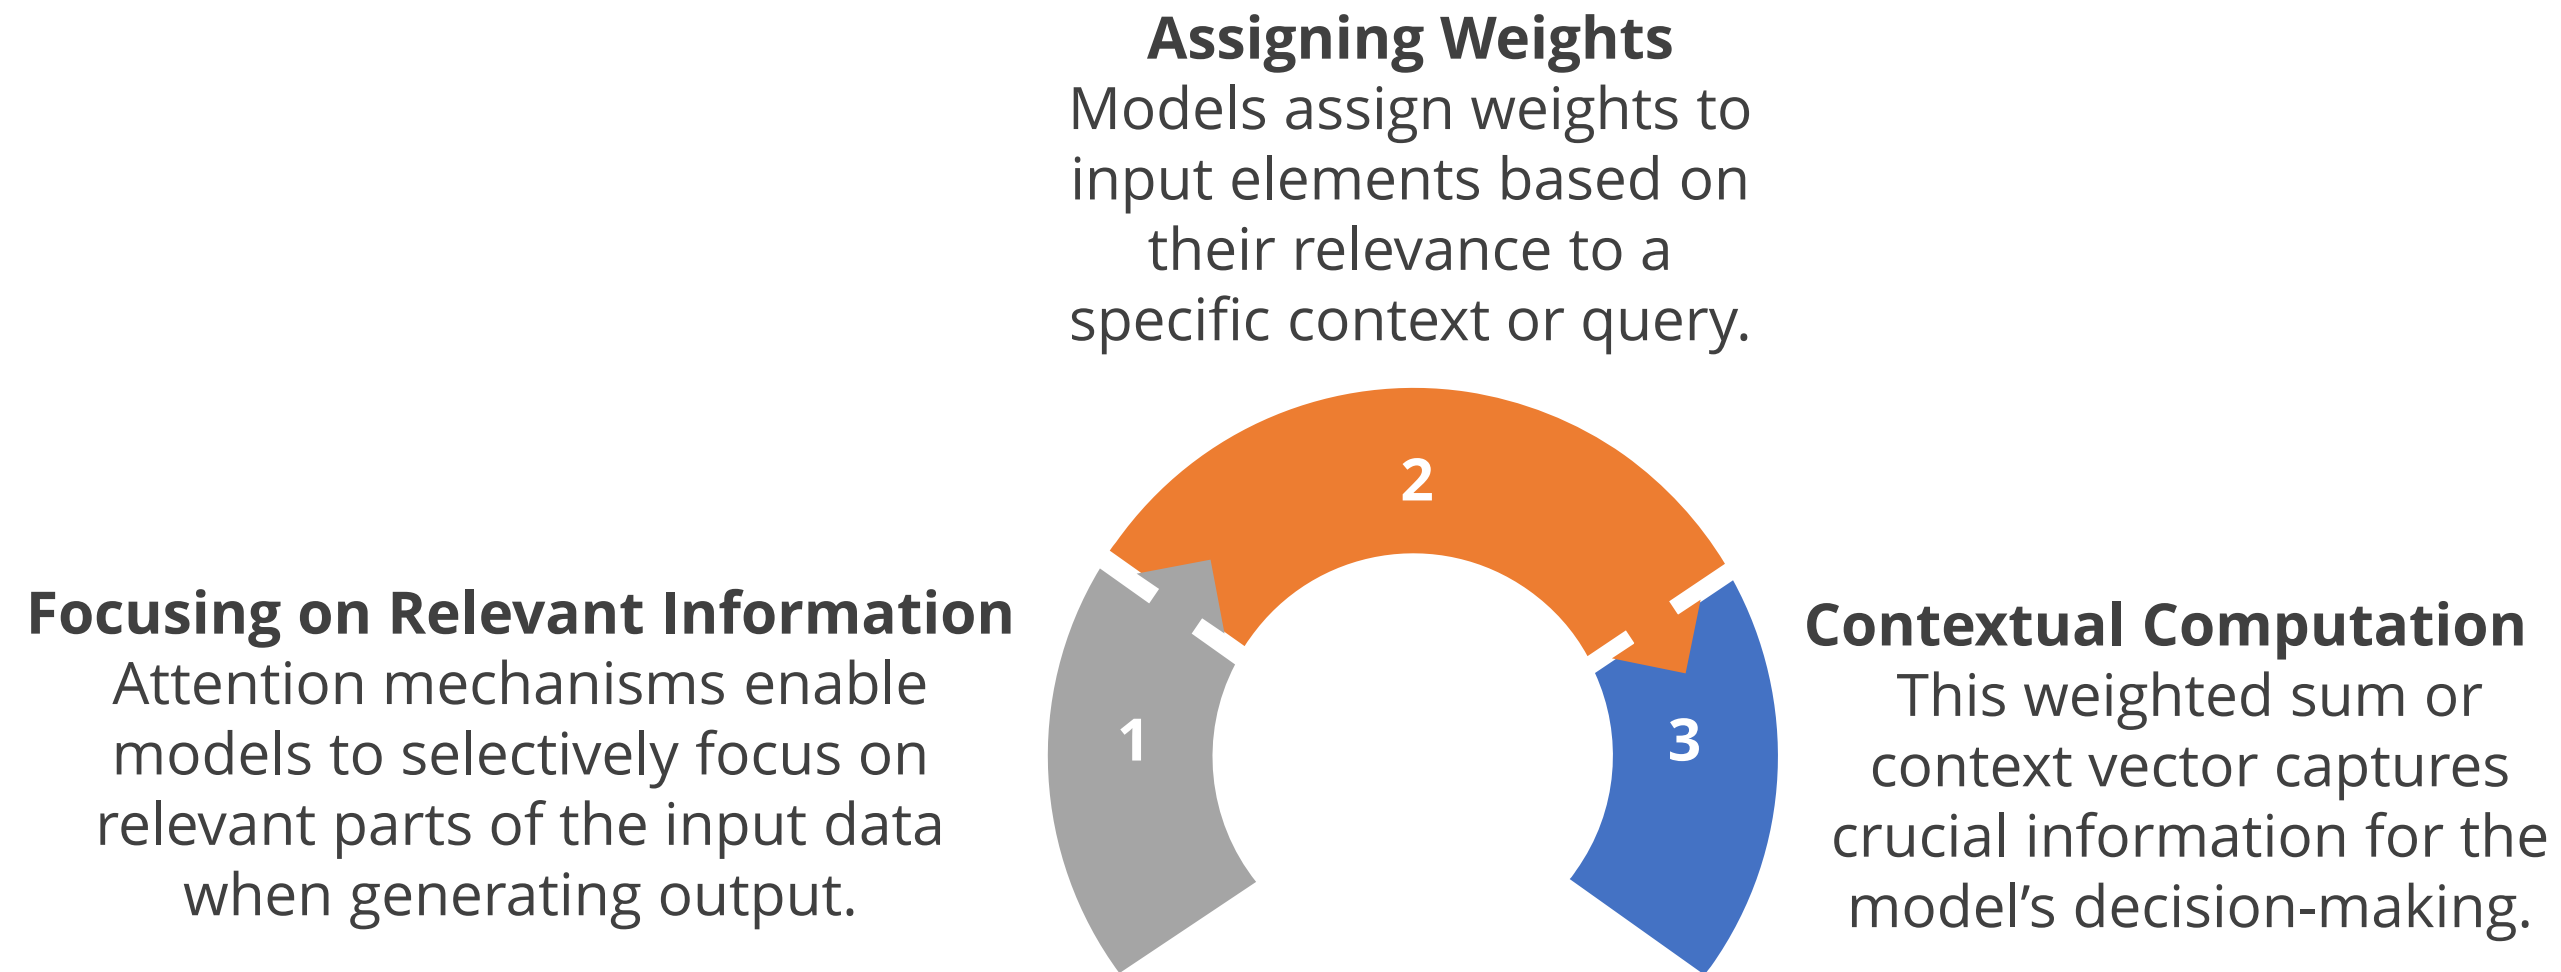 Assigning Weights
Models assign weights to
input elements based on
their relevance to a
specific context or query.
2
Focusing on Relevant Information
Attention mechanisms enable
models to selectively focus on
relevant parts of the input data
when generating output.
1
3
Contextual Computation
This weighted sum or
context vector captures
crucial information for the
model’s decision-making.